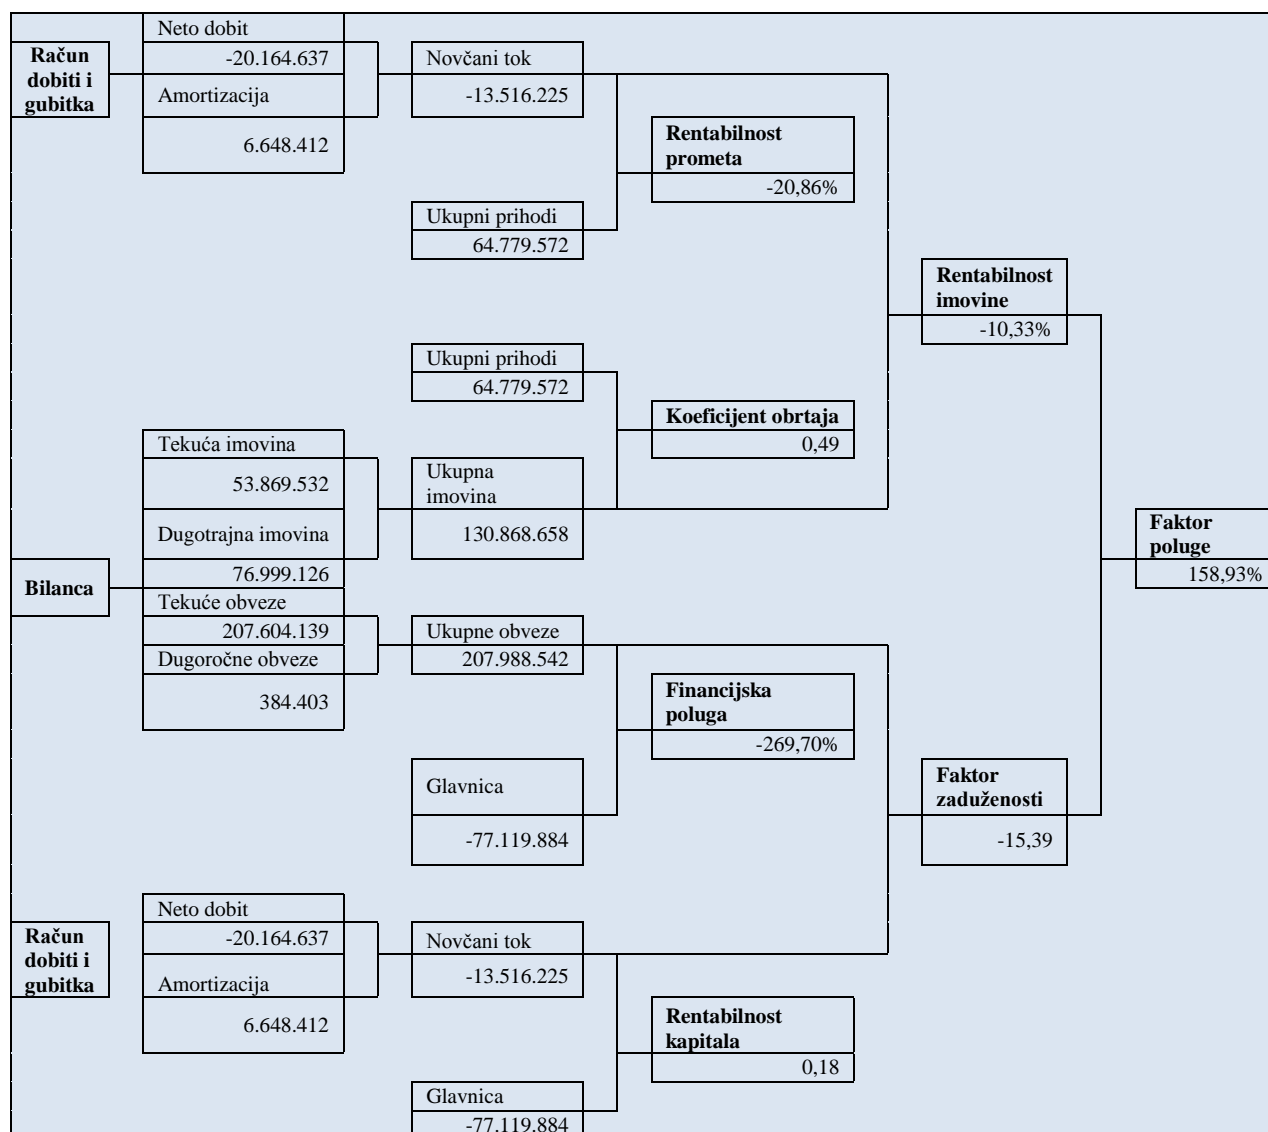 Neto dobit
-20.164.637
Račun
dobiti i
gubitka
Amortizacija
6.648.412
Novčani tok
-13.516.225
Rentabilnost
prometa
-20,86%
Ukupni prihodi
64.779.572
Rentabilnost
imovine
-10,33%
Ukupni prihodi
64.779.572
Koeficijent obrtaja
0,49
Tekuća imovina
53.869.532
Ukupna
imovina
130.868.658
Dugotrajna imovina
76.999.126
Faktor
poluge
158,93%
Bilanca
Tekuće obveze
207.604.139
Dugoročne obveze
384.403
Ukupne obveze
207.988.542
Financijska
poluga
-269,70%
Glavnica
-77.119.884
Faktor
zaduženosti
-15,39
Neto dobit
-20.164.637
Račun
dobiti i
gubitka
Amortizacija
6.648.412
Novčani tok
-13.516.225
Rentabilnost
kapitala
0,18
Glavnica
-77.119.884